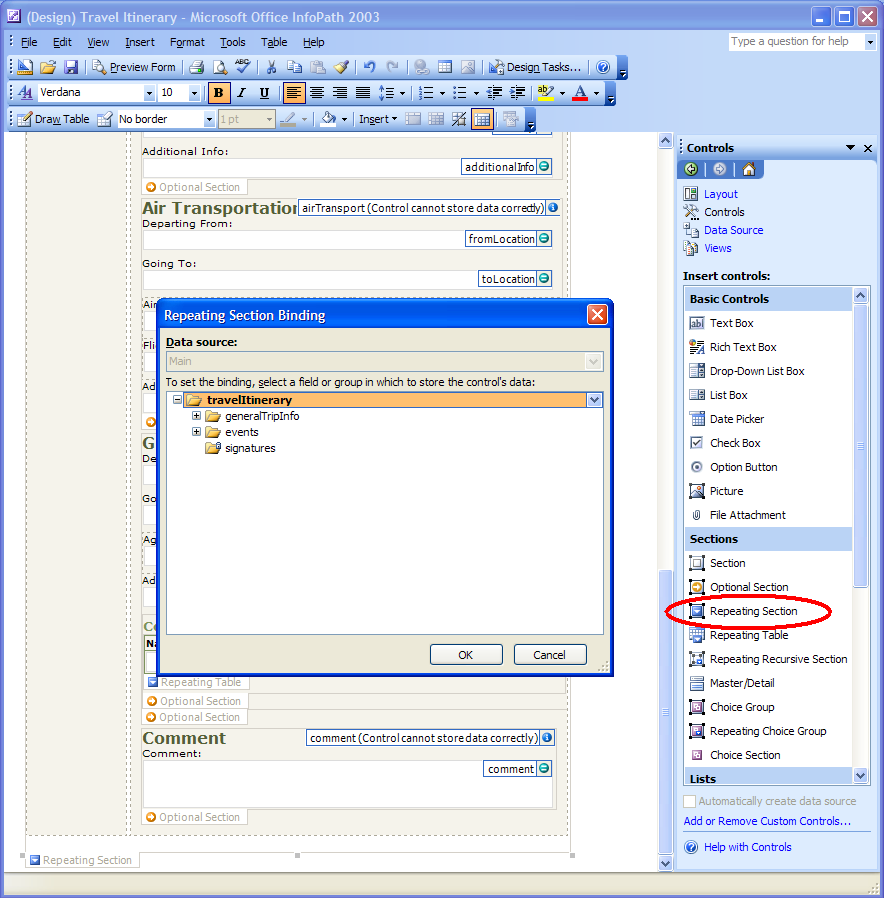 (Design) Travel Itinerary - Microsoft Office InfoPath 2003
File Edit View Insert Format Tools Table Help
Type a question for help
Preview Form ABC Design Tasks...
Verdana 10 B I U ab A
Draw Table No border 1 pt Insert
Additional Info:
additionalInfo
Optional Section
Air Transportation airTransport (Control cannot store data correctly)
Departing From:
fromLocation
Going To:
toLocation
Repeating Section Binding
Data source:
Main
To set the binding, select a field or group in which to store the control's data:
travelItinerary
generalTripInfo
events
signatures
OK Cancel
Air
Flig
Ad
G
De
Go
Ag
Ad
Co
Na
Repeating Table
Optional Section
Optional Section
Comment comment (Control cannot store data correctly)
Comment:
comment
Optional Section
Repeating Section
Controls
Layout
Controls
Data Source
Views
Insert controls:
Basic Controls
Text Box
Rich Text Box
Drop-Down List Box
List Box
Date Picker
Check Box
Option Button
Picture
File Attachment
Sections
Section
Optional Section
Repeating Section
Repeating Table
Repeating Recursive Section
Master/Detail
Choice Group
Repeating Choice Group
Choice Section
Lists
Automatically create data source
Add or Remove Custom Controls...
Help with Controls